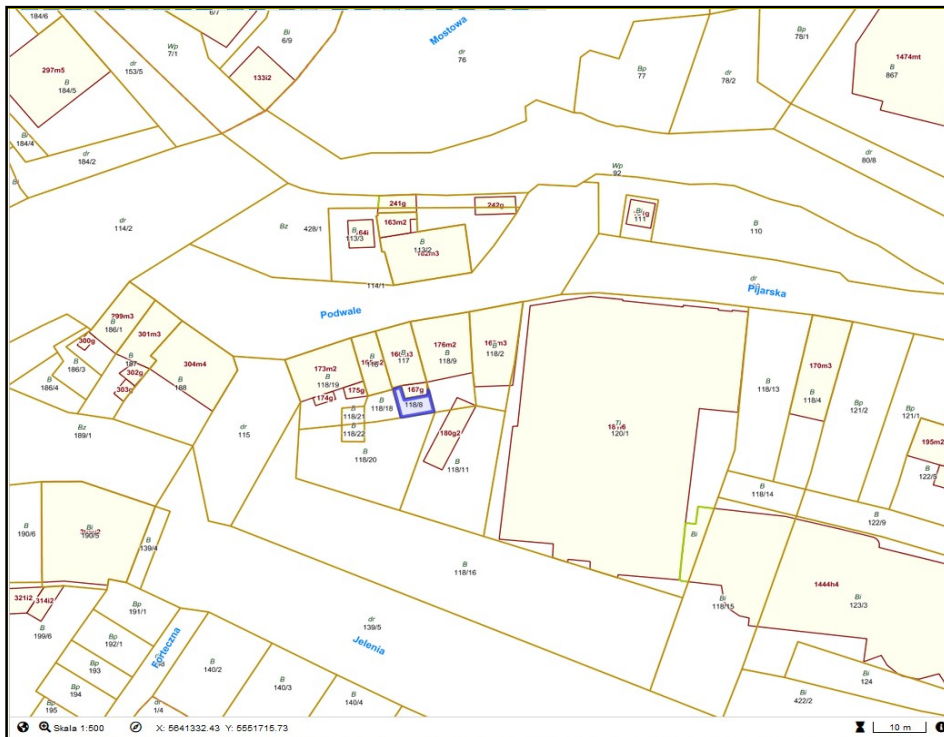 184/6
6/7
Bi
6/9
Wp
7/1
dr
153/5
297m5
B
184/5
133i2
Mostowa
dr
76
Bp
77
dr
78/2
Bp
78/1
1474mt
B
867
Bi
184/4
dr
184/2
Bi
dr
80/8
Wp
92
dr
114/2
Bz
428/1
241g
242g
163m2
B
113/3
B
113/2
114/1
Bi
111
B
110
dr
Pijarska
Podwale
299m3
B
186/1
301m3
300g
B
186/3
B
186/4
B
187
302g
303g
304m4
B
188
173m2
B
118/19
174g
175g
B
117
176m2
B
118/9
B
118/2
167g
118/8
B
118/18
B
118/21
B
118/22
180g2
B
118/11
B
118/20
dr
115
Bz
189/1
120/1
B
118/13
170m3
B
118/4
B
121/2
B
121/1
195m2
B
122/5
B
118/14
B
122/9
B
190/6
Bi
190/5
B
139/4
321i2
314i2
B
199/6
Bp
191/1
Bp
192/1
Bp
193
Bp
194
Bp
195
Forteczna
B
140/2
B
140/3
B
140/4
dr
1/4
dr
139/5
Jelenia
B
118/16
Bi
Bi
118/15
1444h4
Bi
123/3
B
124
B
422/2
Skala 1:500
X: 5641332.43 Y: 5551715.73
10 m